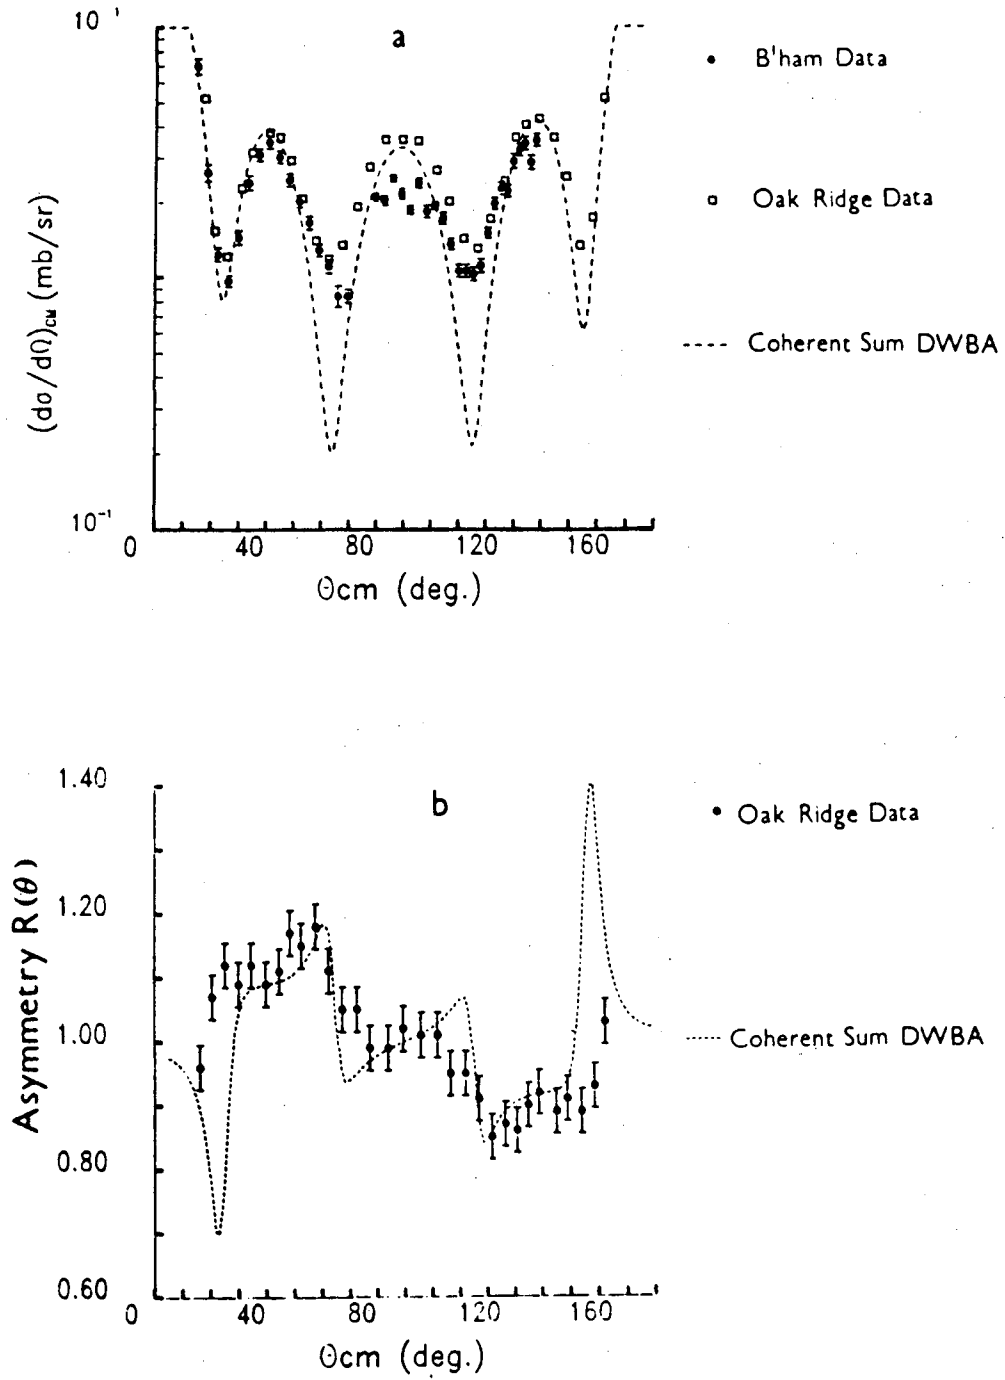 10¹
a
B'ham Data
Oak Ridge Data
Coherent Sum DWBA
(dσ/dΩ)CM (mb/sr)
10⁻¹
0 40 80 120 160
Θcm (deg.)
1.40
b
Oak Ridge Data
1.20
Asymmetry R(θ)
1.00
Coherent Sum DWBA
0.80
0.60
0 40 80 120 160
Θcm (deg.)